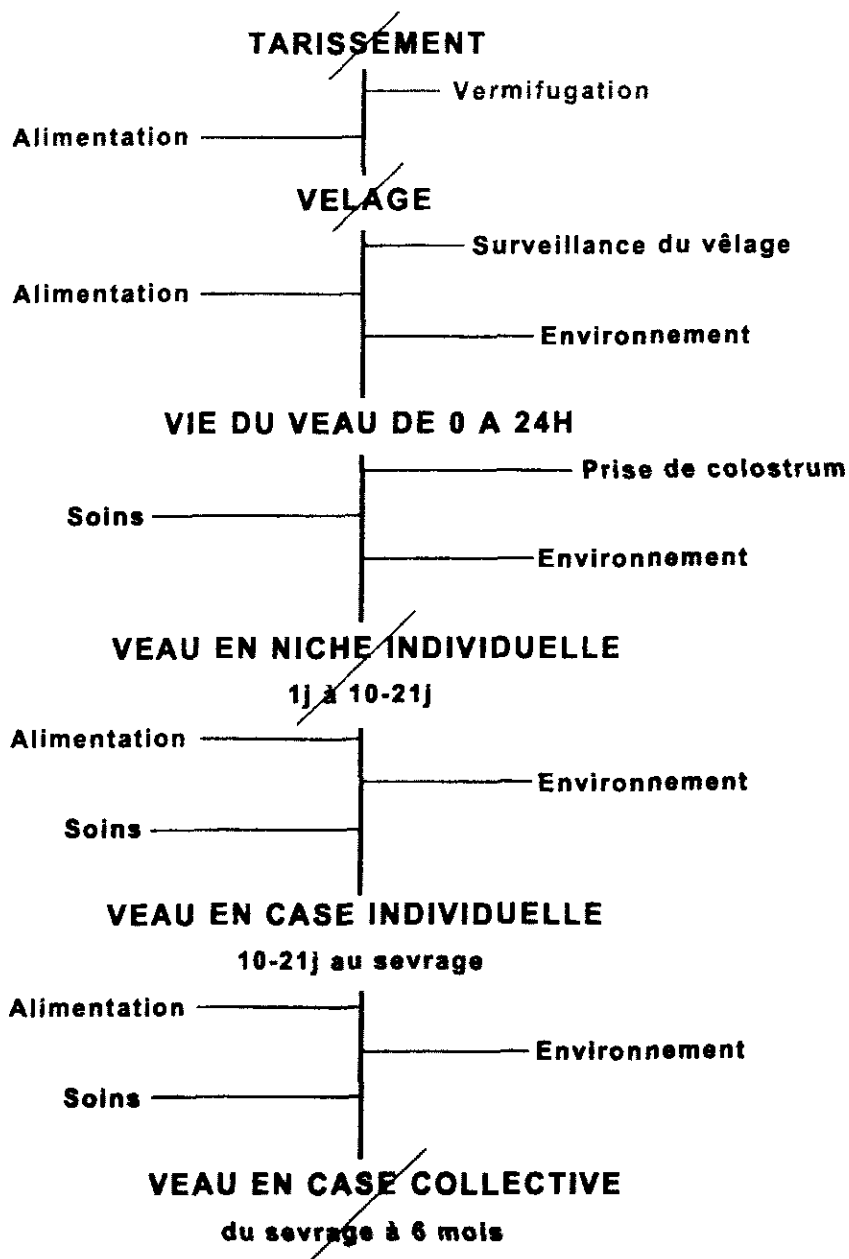 TARISSEMENT
Vermifugation
Alimentation
VELAGE
Surveillance du vêlage
Alimentation
Environnement
VIE DU VEAU DE 0 A 24H
Prise de colostrum
Soins
Environnement
VEAU EN NICHE INDIVIDUELLE
1j à 10-21j
Alimentation
Environnement
Soins
VEAU EN CASE INDIVIDUELLE
10-21j au sevrage
Alimentation
Environnement
Soins
VEAU EN CASE COLLECTIVE
du sevrage à 6 mois